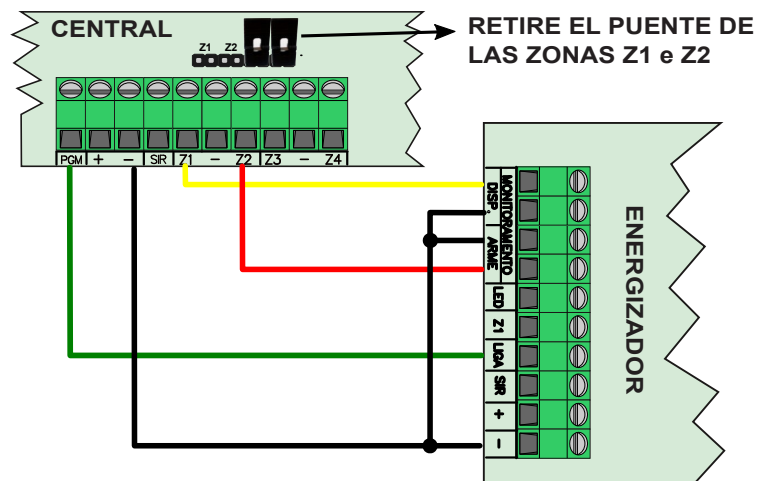 CENTRAL
RETIRE EL PUENTE DE
LAS ZONAS Z1 e Z2
Z1 Z2
PGM + - SIR Z1 - Z2 Z3 - Z4
MONITORAMENTO
DISP.
ARME
LED
Z1
LIGA
SIR
+
-
ENERGIZADOR